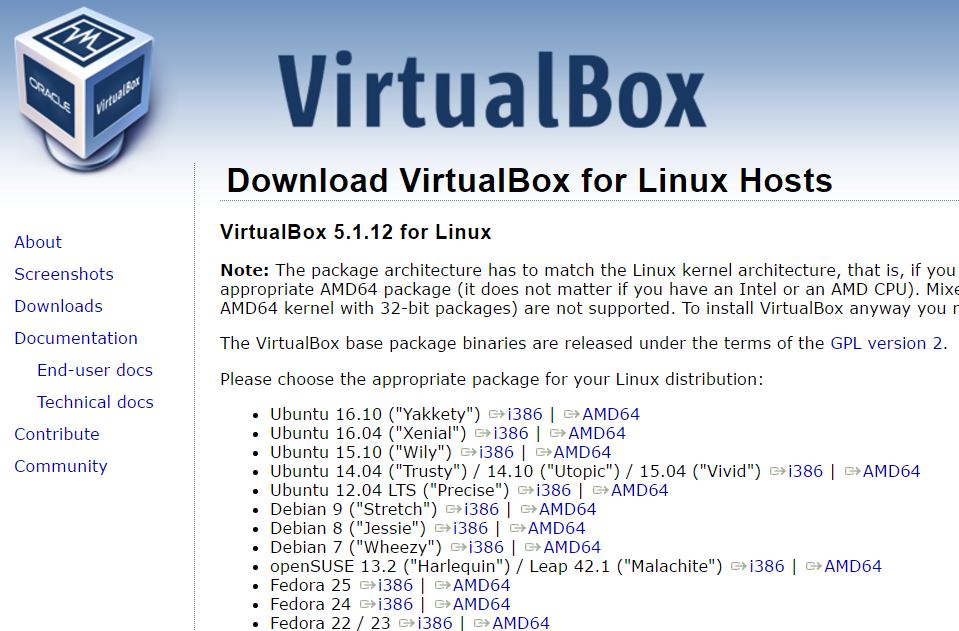 ORACLE
VirtualBox
VirtualBox
Download VirtualBox for Linux Hosts
About
Screenshots
Downloads
Documentation
End-user docs
Technical docs
Contribute
Community
VirtualBox 5.1.12 for Linux
Note: The package architecture has to match the Linux kernel architecture, that is, if you
appropriate AMD64 package (it does not matter if you have an Intel or an AMD CPU). Mixe
AMD64 kernel with 32-bit packages) are not supported. To install VirtualBox anyway you
The VirtualBox base package binaries are released under the terms of the GPL version 2.
Please choose the appropriate package for your Linux distribution:
• Ubuntu 16.10 ("Yakkety") i386 | AMD64
• Ubuntu 16.04 ("Xenial") i386 | AMD64
• Ubuntu 15.10 ("Wily") i386 | AMD64
• Ubuntu 14.04 ("Trusty") / 14.10 ("Utopic") / 15.04 ("Vivid") i386 | AMD64
• Ubuntu 12.04 LTS ("Precise") i386 | AMD64
• Debian 9 ("Stretch") i386 | AMD64
• Debian 8 ("Jessie") i386 | AMD64
• Debian 7 ("Wheezy") i386 | AMD64
• openSUSE 13.2 ("Harlequin") / Leap 42.1 ("Malachite") i386 | AMD64
• Fedora 25 i386 | AMD64
• Fedora 24 i386 | AMD64
• Fedora 22 / 23 i386 | AMD64